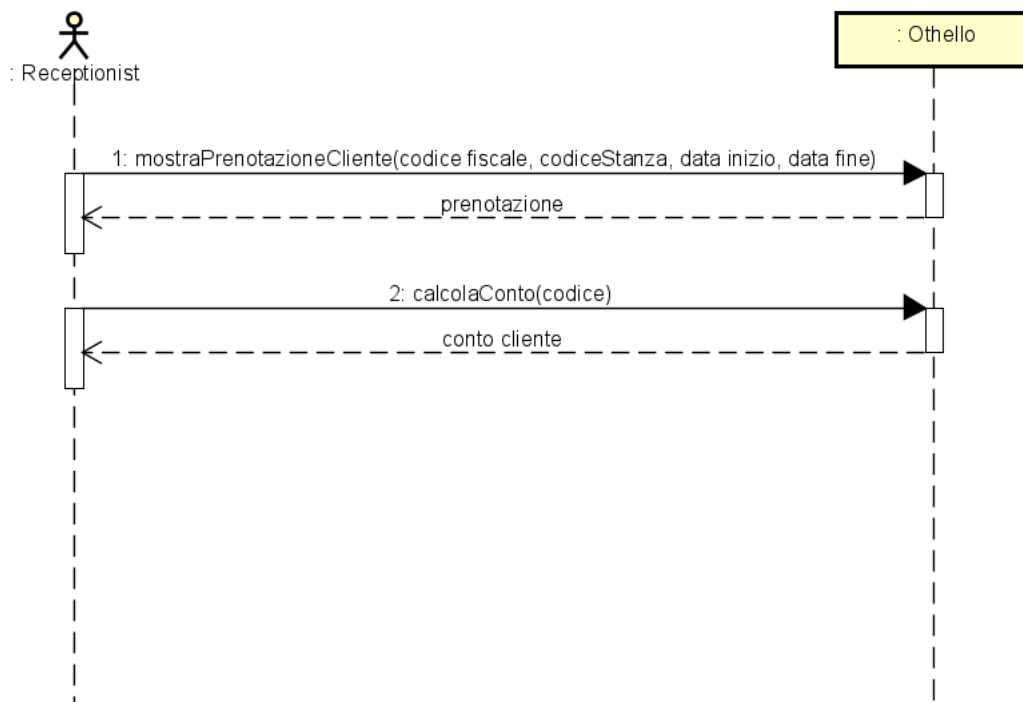 : Receptionist
: Othello
1: mostraPrenotazioneCliente(codice fiscale, codiceStanza, data inizio, data fine)
prenotazione
2: calcolaConto(codice)
conto cliente